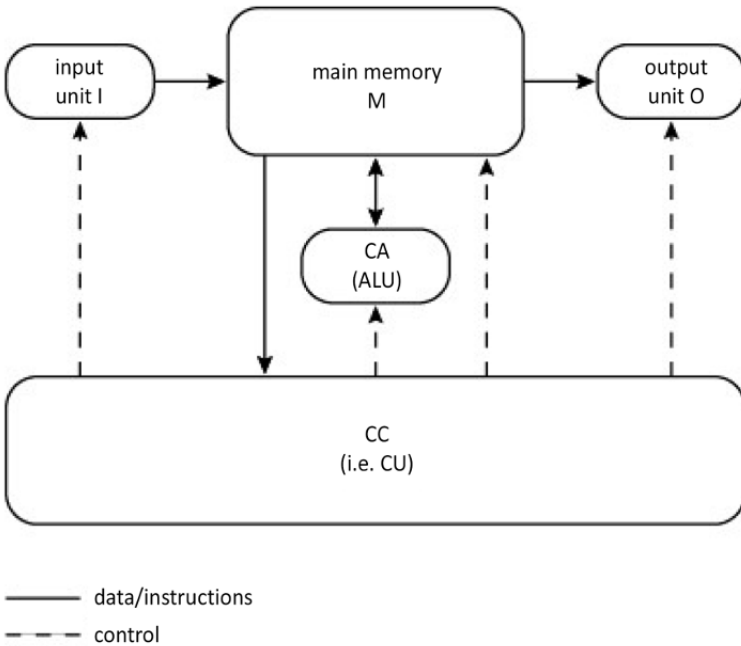 input
unit I
main memory
M
output
unit O
CA
(ALU)
CC
(i.e. CU)
data/instructions
control